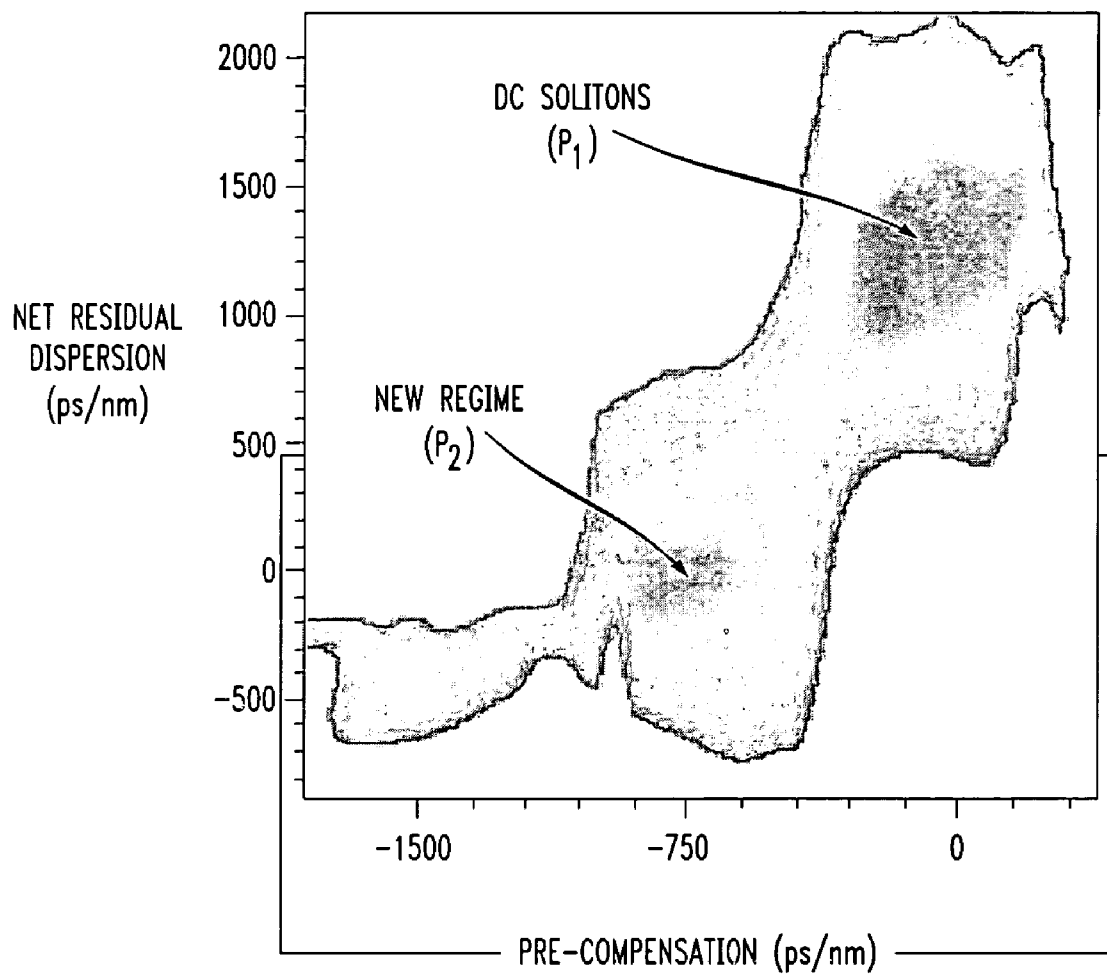 2000
DC SOLITONS
(P1)
1500
NET RESIDUAL
DISPERSION
(ps/nm)
1000
NEW REGIME
(P2)
500
0
-500
-1500
-750
0
PRE-COMPENSATION (ps/nm)